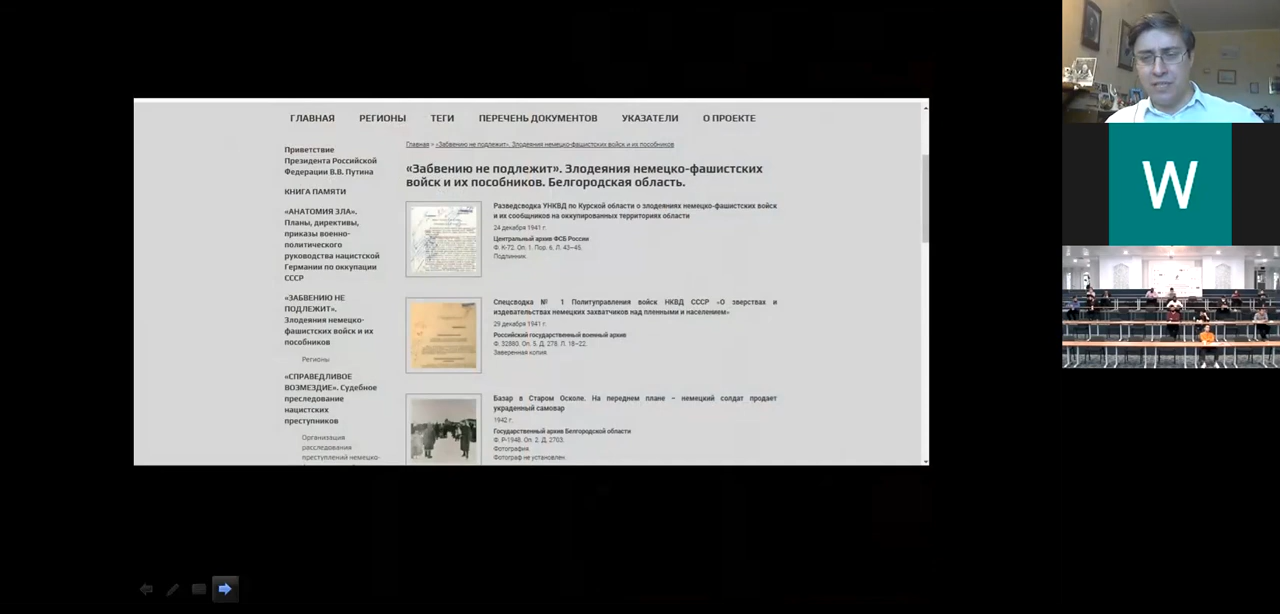 ГЛАВНАЯ РЕГИОНЫ ТЕГИ ПЕРЕЧЕНЬ ДОКУМЕНТОВ УКАЗАТЕЛИ О ПРОЕКТЕ
Приветствие
Президента Российской
Федерации В.В. Путина
КНИГА ПАМЯТИ
«АНАТОМИЯ ЗЛА».
Планы, директивы,
приказы военно-
политического
руководства нацистской
Германии по оккупации
СССР
«ЗАБВЕНИЮ НЕ
ПОДЛЕЖИТ».
Злодеяния немецко-
фашистских войск и их
пособников
Регионы
«СПРАВЕДЛИВОЕ
ВОЗМЕЗДИЕ». Судебное
преследование
нацистских
преступников
Организация
расследования
преступлений немецко-
Главная » «Забвению не подлежит». Злодеяния немецко-фашистских войск и их пособников
«Забвению не подлежит». Злодеяния немецко-фашистских
войск и их пособников. Белгородская область.
Разведсводка УНКВД по Курской области о злодеяниях немецко-фашистских войск
и их сообщников на оккупированных территориях области
24 декабря 1941 г.
Центральный архив ФСБ России
Ф. К-72. Оп. 1. Пор. 6. Л. 43–45.
Подлинник.
Спецсводка № 1 Политуправления войск НКВД СССР «О зверствах и
издевательствах немецких захватчиков над пленными и населением»
29 декабря 1941 г.
Российский государственный военный архив
Ф. 32880. Оп. 5. Д. 278. Л. 18–22.
Заверенная копия.
Базар в Старом Осколе. На переднем плане – немецкий солдат продает
украденный самовар
1942 г.
Государственный архив Белгородской области
Ф. Р-1948. Оп. 2. Д. 2703.
Фотография.
Фотограф не установлен.
W